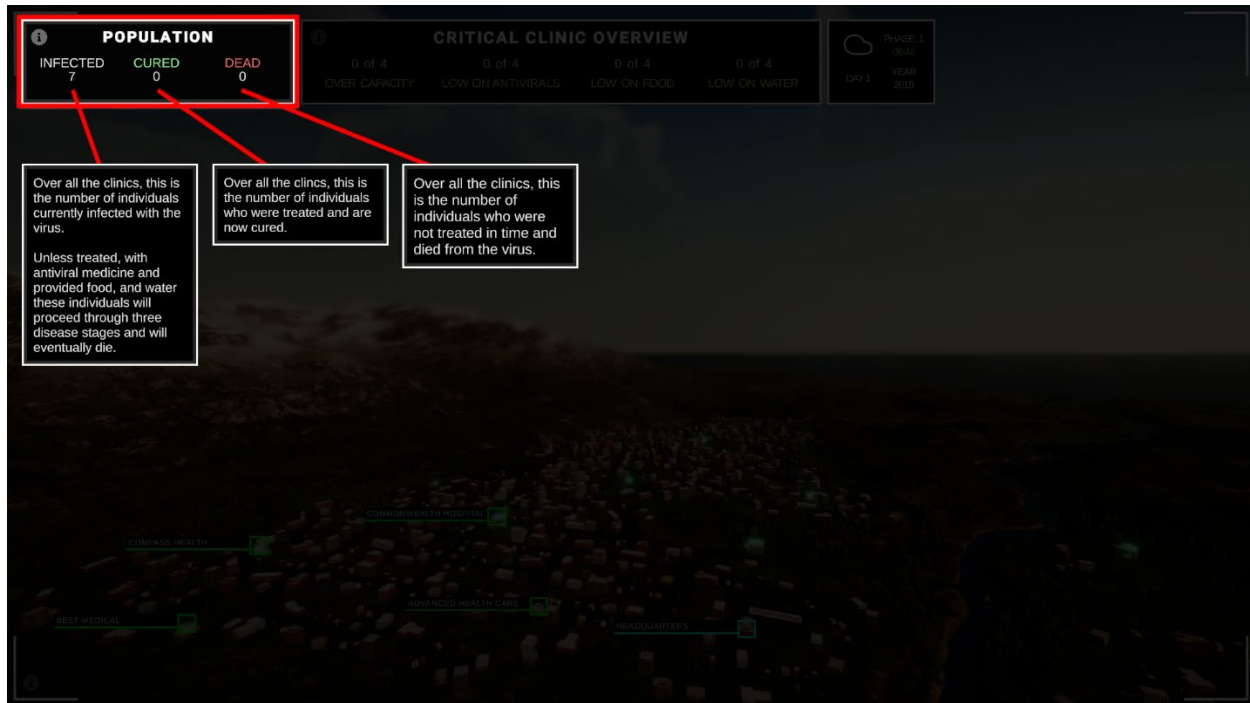 POPULATION
INFECTED CURED DEAD
7 0 0
CRITICAL CLINIC OVERVIEW
0 of 4 0 of 4 0 of 4 0 of 4
OVER CAPACITY LOW ON ANTIVIRALS LOW ON FOOD LOW ON WATER
PHASE: 1
DAY 1
YEAR
Over all the clinics, this is
the number of individuals
currently infected with the
virus.
Unless treated, with
antiviral medicine and
provided food, and water
these individuals will
proceed through three
disease stages and will
eventually die.
Over all the clincs, this is
the number of individuals
who were treated and are
now cured.
Over all the clinics, this
is the number of
individuals who were
not treated in time and
died from the virus.
COMMONWEALTH HOSPITAL
COMPASS HEALTH
ADVANCED HEALTH CARE
BEST MEDICAL
HEADQUARTERS